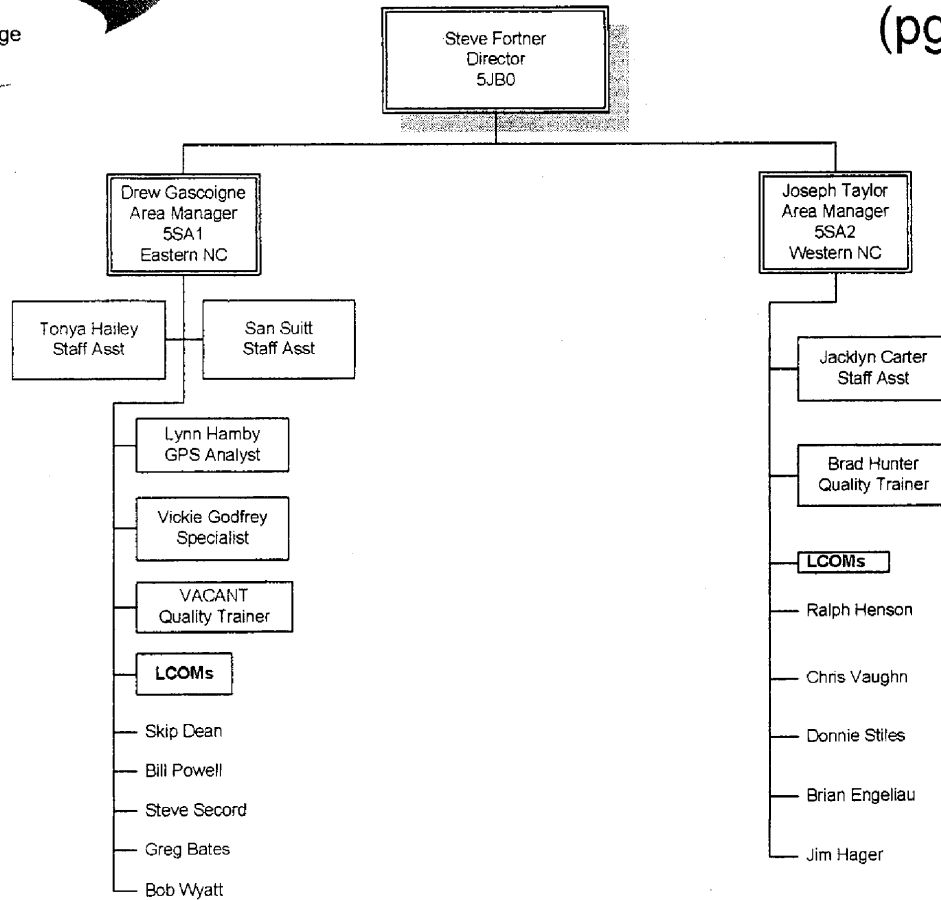 ge
(pg
Steve Fortner
Director
5JB0
Drew Gascoigne
Area Manager
5SA1
Eastern NC
Joseph Taylor
Area Manager
5SA2
Western NC
Tonya Hailey
Staff Asst
San Suitt
Staff Asst
Lynn Hamby
GPS Analyst
Vickie Godfrey
Specialist
VACANT
Quality Trainer
LCOMs
Skip Dean
Bill Powell
Steve Secord
Greg Bates
Bob Wyatt
Jacklyn Carter
Staff Asst
Brad Hunter
Quality Trainer
LCOMs
Ralph Henson
Chris Vaughn
Donnie Stiles
Brian Engeliau
Jim Hager